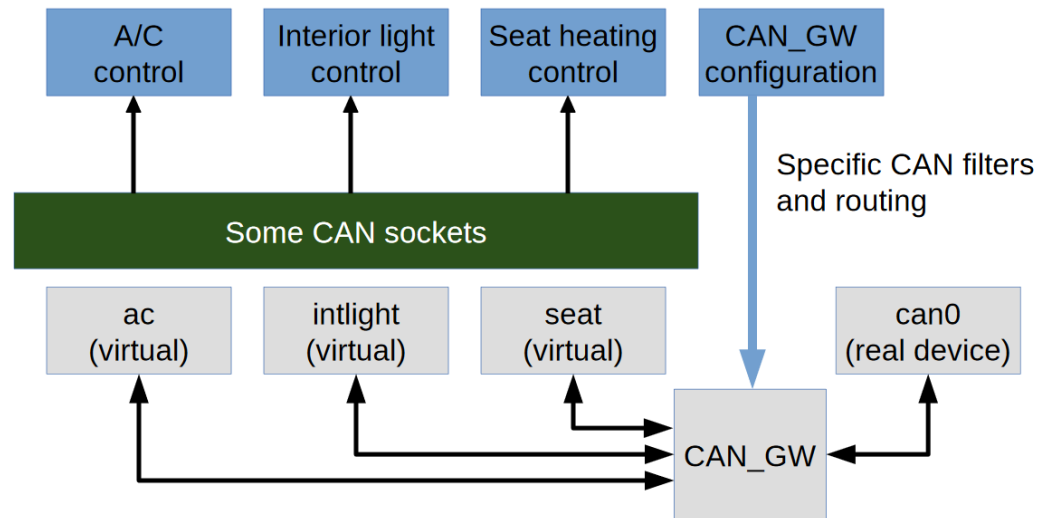 A/C
control
Interior light
control
Seat heating
control
CAN_GW
configuration
Specific CAN filters
and routing
Some CAN sockets
ac
(virtual)
intlight
(virtual)
seat
(virtual)
can0
(real device)
CAN_GW